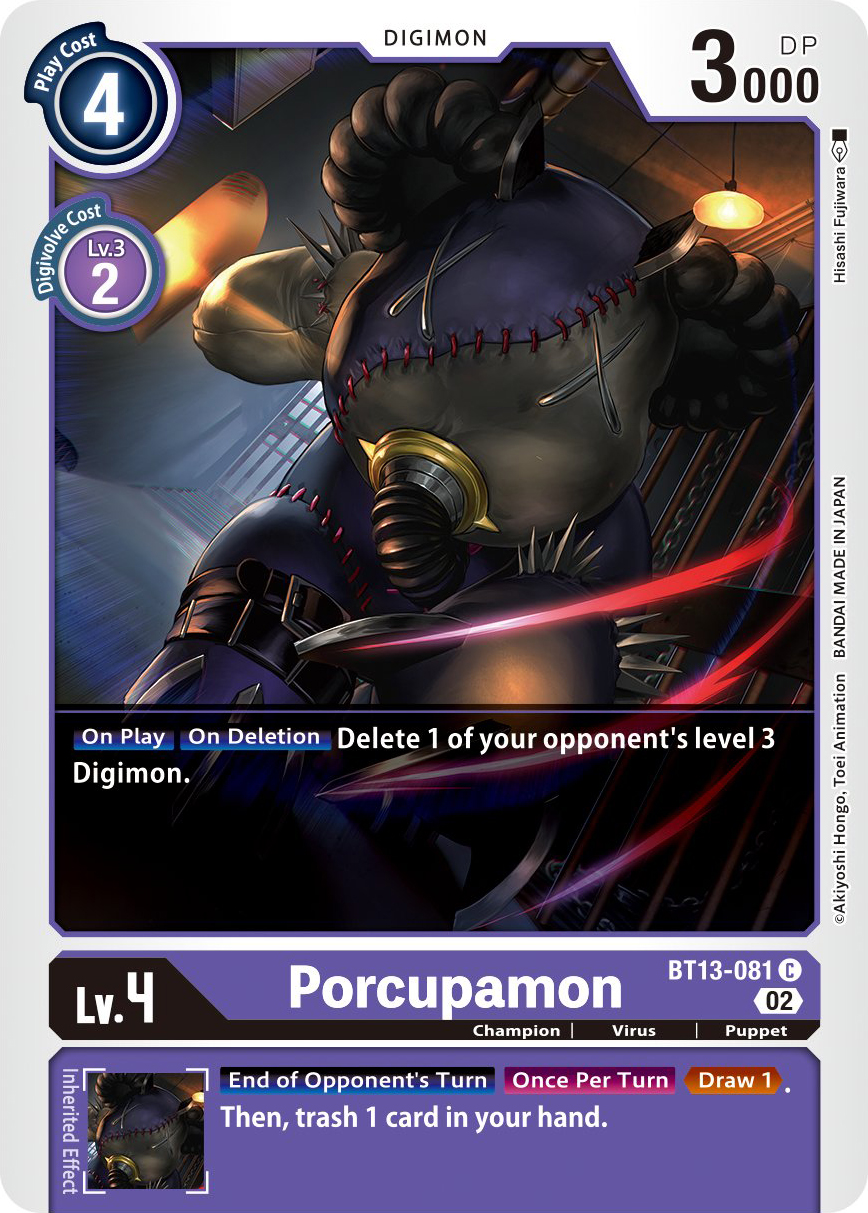 DIGIMON
Play Cost
4
3000
DP
Digivolve Cost
Lv.3
2
Hisashi Fujiwara
On Play On Deletion Delete 1 of your opponent's level 3
Digimon.
©Akiyoshi Hongo, Toei Animation BANDAI MADE IN JAPAN
Lv.4
Porcupamon
BT13-081 C
02
Champion | Virus | Puppet
Inherited Effect
End of Opponent's Turn Once Per Turn Draw 1 .
Then, trash 1 card in your hand.